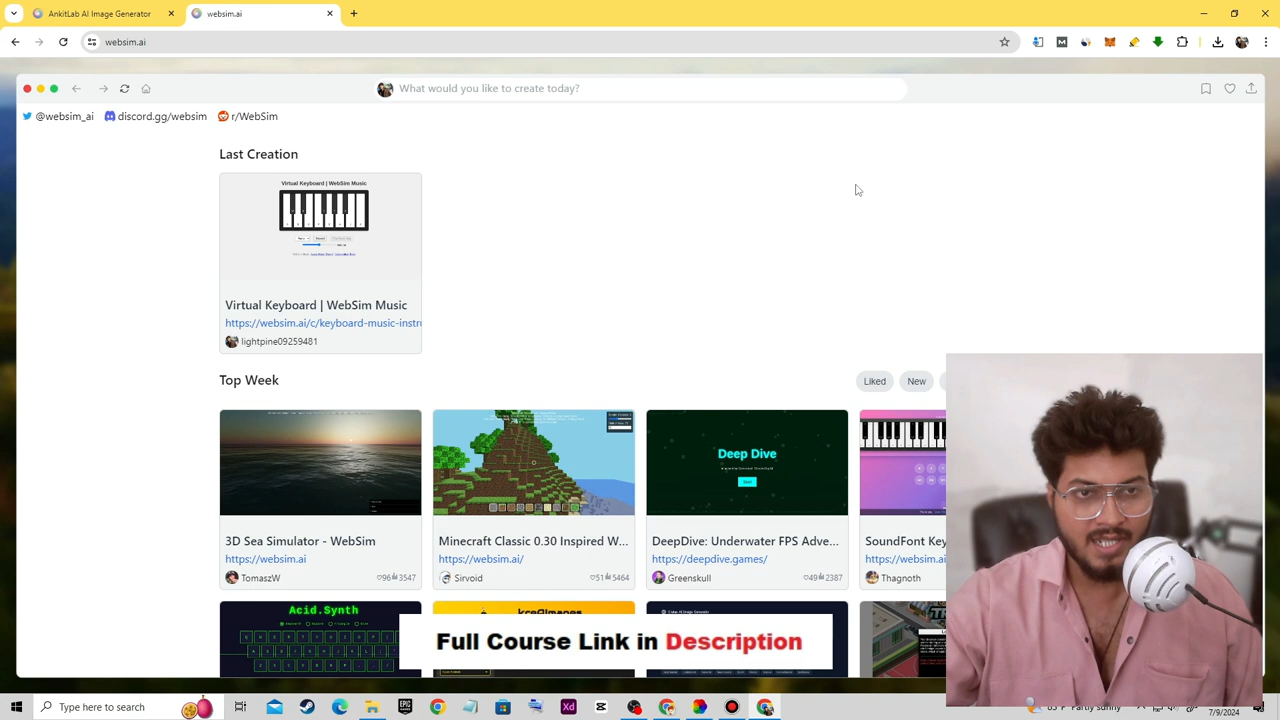 AnkitLab AI Image Generator
websim.ai
websim.ai
What would you like to create today?
@websim_ai discord.gg/websim r/WebSim
Last Creation
Virtual Keyboard | WebSim Music
Virtual Keyboard | WebSim Music
https://websim.ai/c/keyboard-music-instru
lightpine09259481
Top Week
Liked New
Deep Dive
3D Sea Simulator - WebSim
https://websim.ai
TomaszW
96 3547
Minecraft Classic 0.30 Inspired W...
https://websim.ai/
Sirvoid
51 5464
DeepDive: Underwater FPS Adve...
https://deepdive.games/
Greenskull
49 2387
SoundFont Key
https://websim.ai
Thagnoth
Acid.Synth
Full Course Link in Description
Type here to search
Partly sunny
7/9/2024